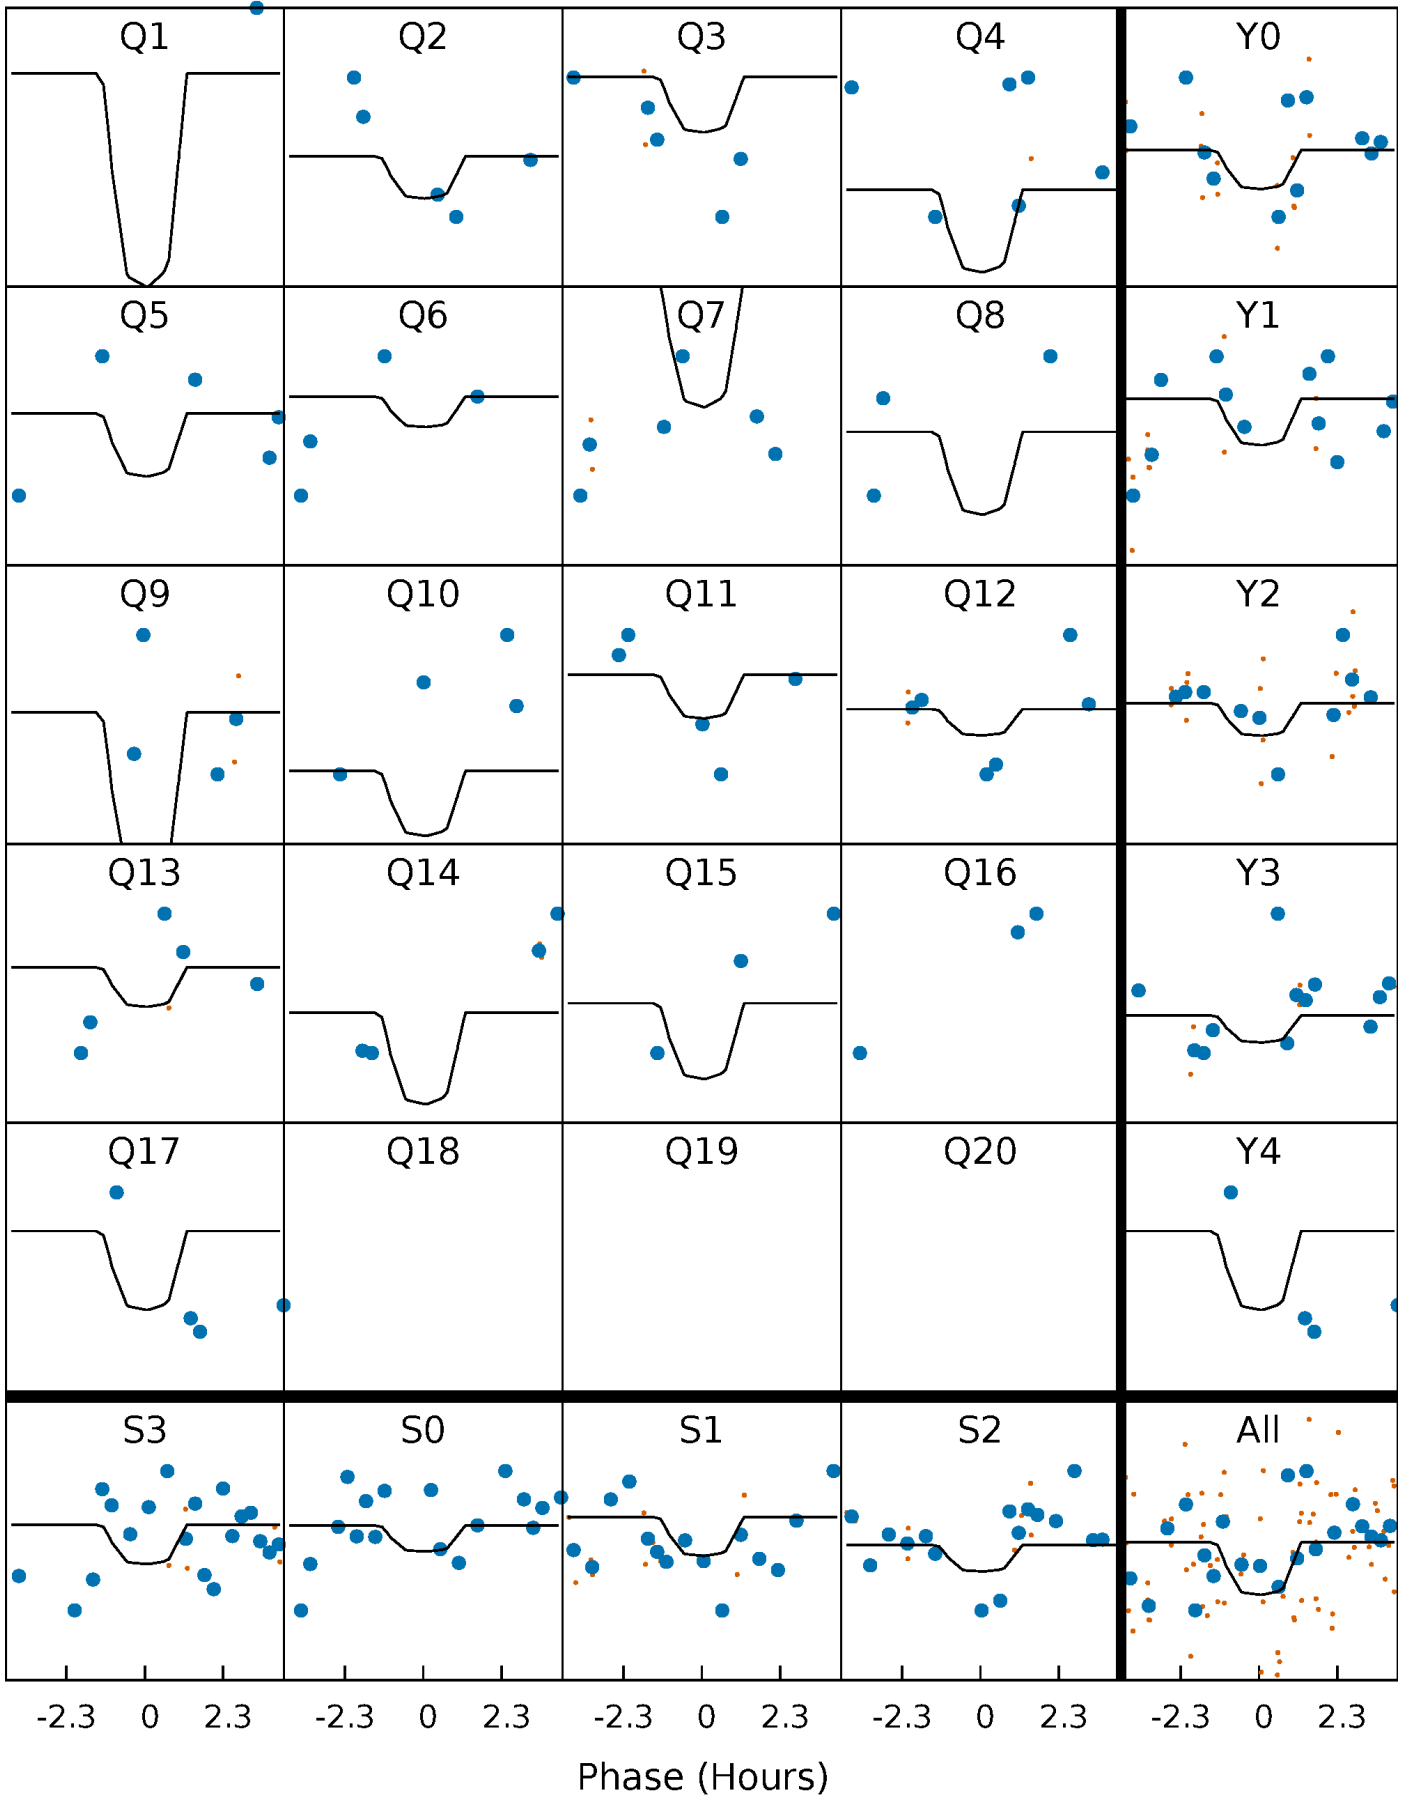 Q1 Q2 Q3 Q4 Y0
Q5 Q6 Q7 Q8 Y1
Q9 Q10 Q11 Q12 Y2
Q13 Q14 Q15 Q16 Y3
Q17 Q18 Q19 Q20 Y4
S3 S0 S1 S2 All
-2.3 0 2.3 -2.3 0 2.3 -2.3 0 2.3 -2.3 0 2.3 -2.3 0 2.3
Phase (Hours)